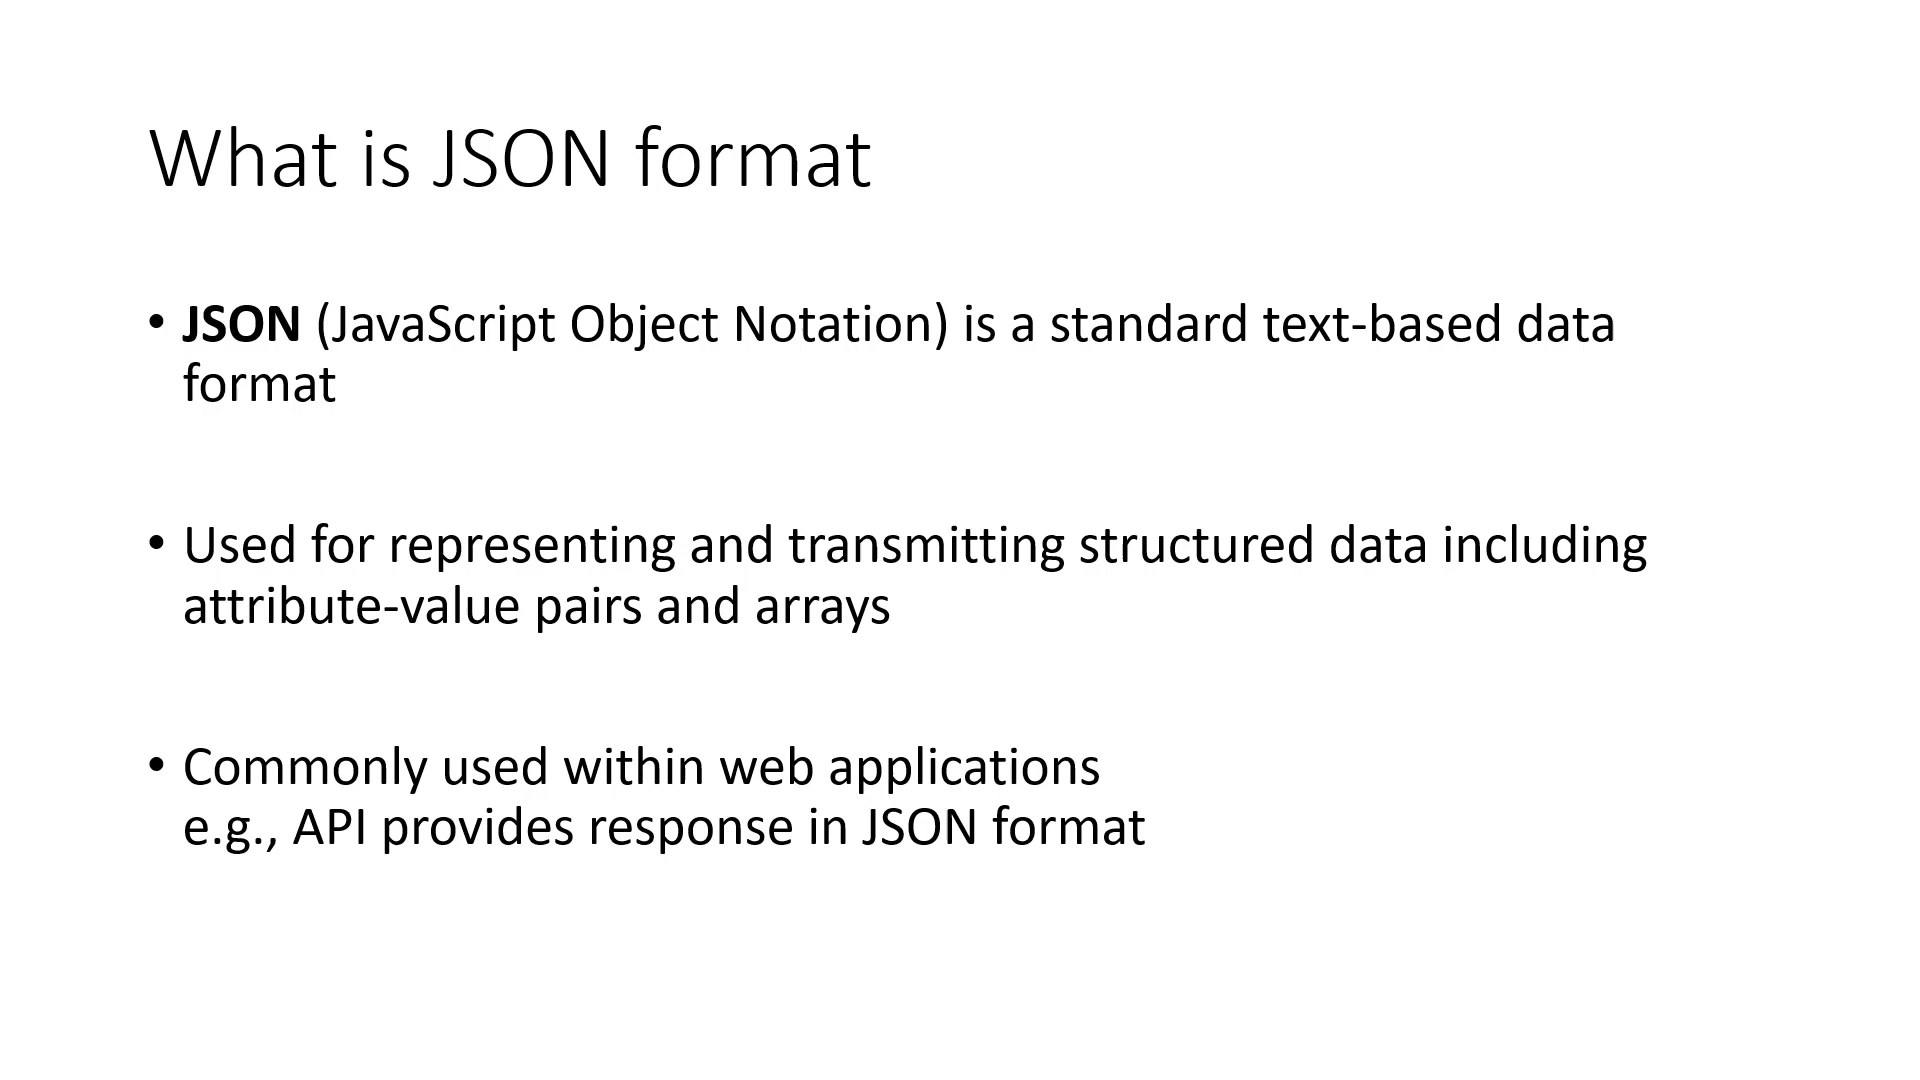 What is JSON format
• JSON (JavaScript Object Notation) is a standard text-based data
format
• Used for representing and transmitting structured data including
attribute-value pairs and arrays
• Commonly used within web applications
e.g., API provides response in JSON format